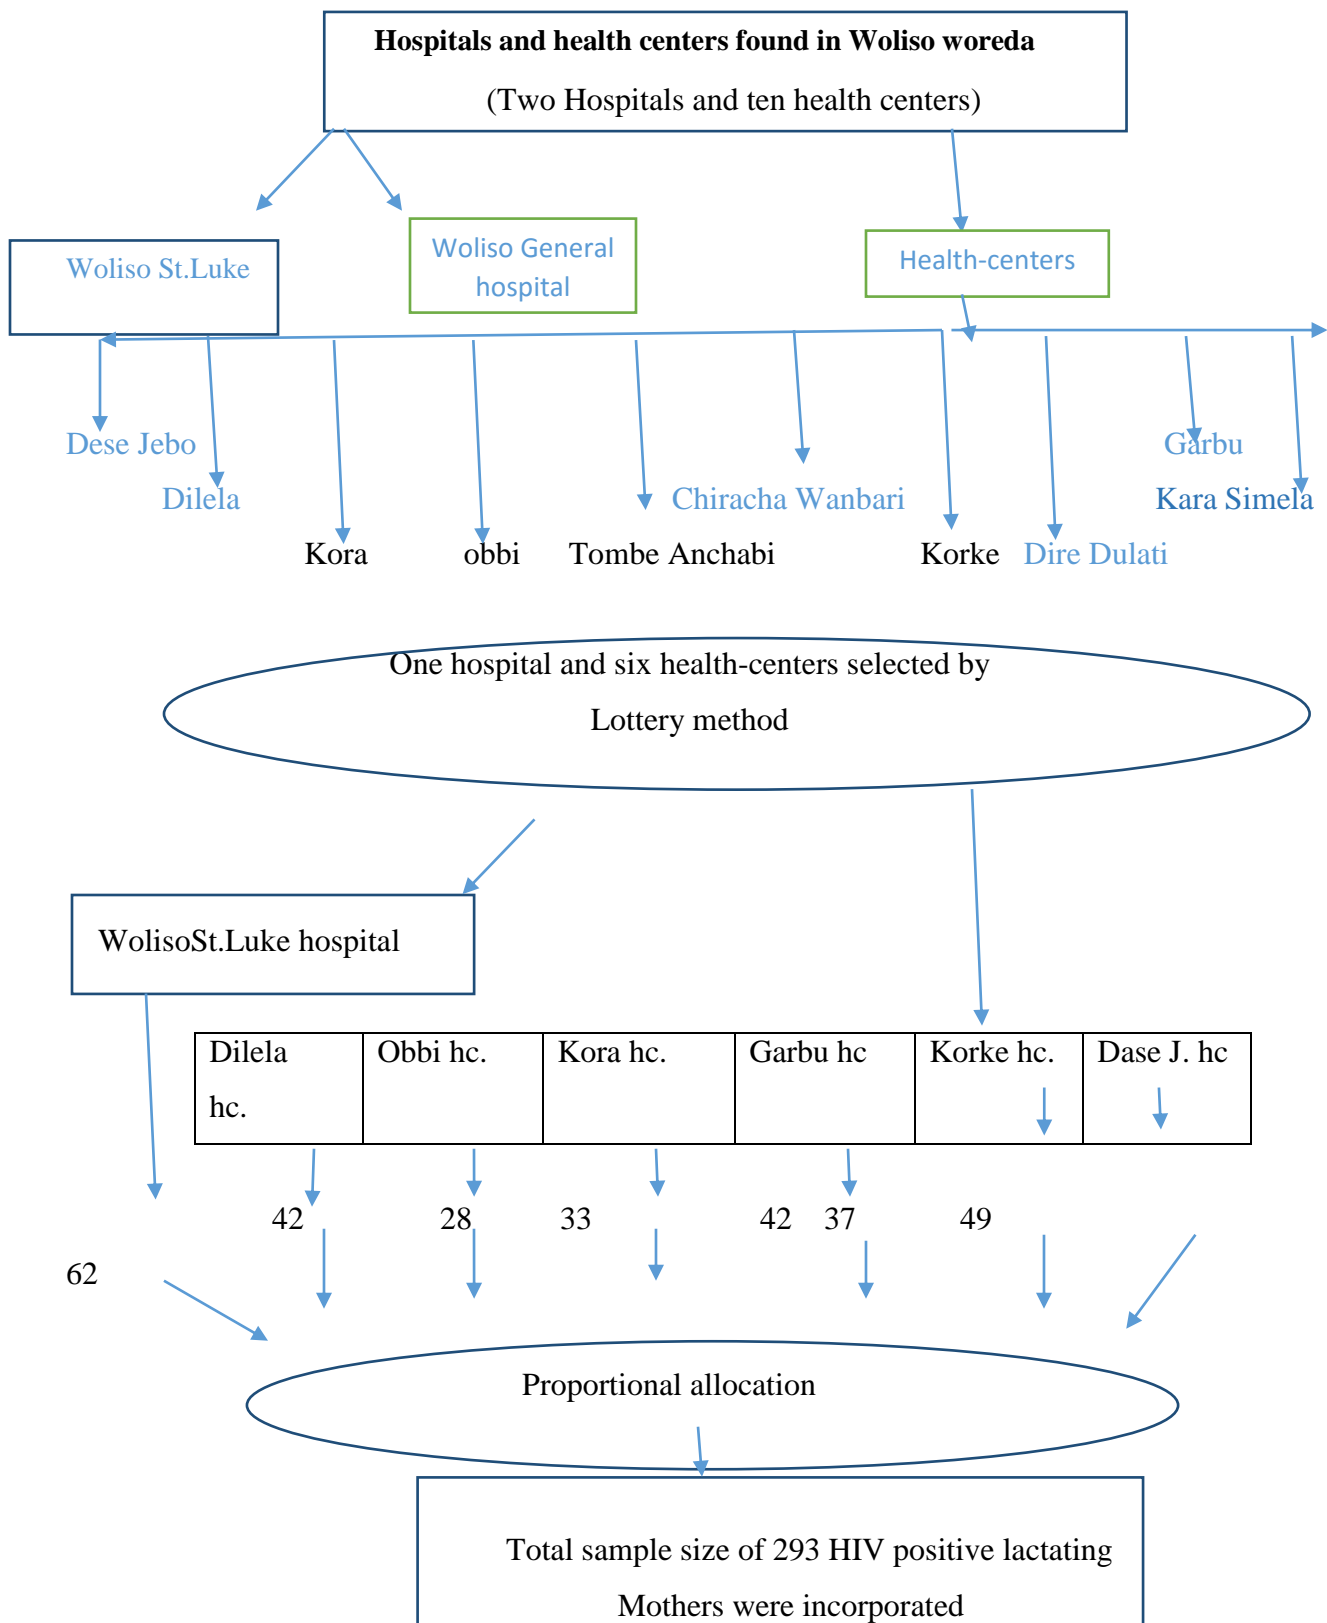 Hospitals and health centers found in Woliso woreda
(Two Hospitals and ten health centers)
Woliso St.Luke
Woliso General
hospital
Health-centers
Dese Jebo
Garbu
Dilela
Chiracha Wanbari
Kara Simela
Kora
obbi
Tombe Anchabi
Korke
Dire Dulati
One hospital and six health-centers selected by
Lottery method
WolisoSt.Luke hospital
Dilela
hc.
Obbi hc.
Kora hc.
Garbu hc
Korke hc.
Dase J. hc
42
28
33
42
37
49
62
Proportional allocation
Total sample size of 293 HIV positive lactating
Mothers were incorporated